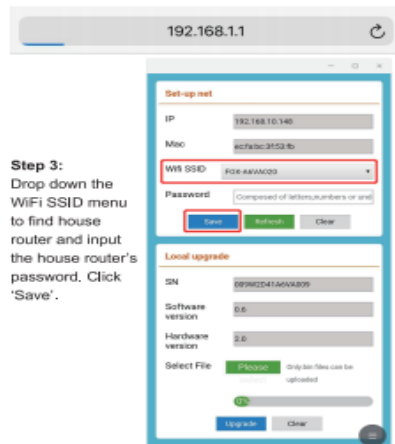 192.168.1.1
Set-up net
IP
192.168.10.140
Mac
Wifi SSID
Password
Composed of letters,numbers or and
Save Refresh Clear
Step 3:
Drop down the
WiFi SSID menu
to find house
router and input
the house router's
password. Click
'Save'.
Local upgrade
SN
Software
version
0.6
Hardware
version
2.0
Select File
Please
Only.bin files can be
uploaded
0%
Upgrade Clear